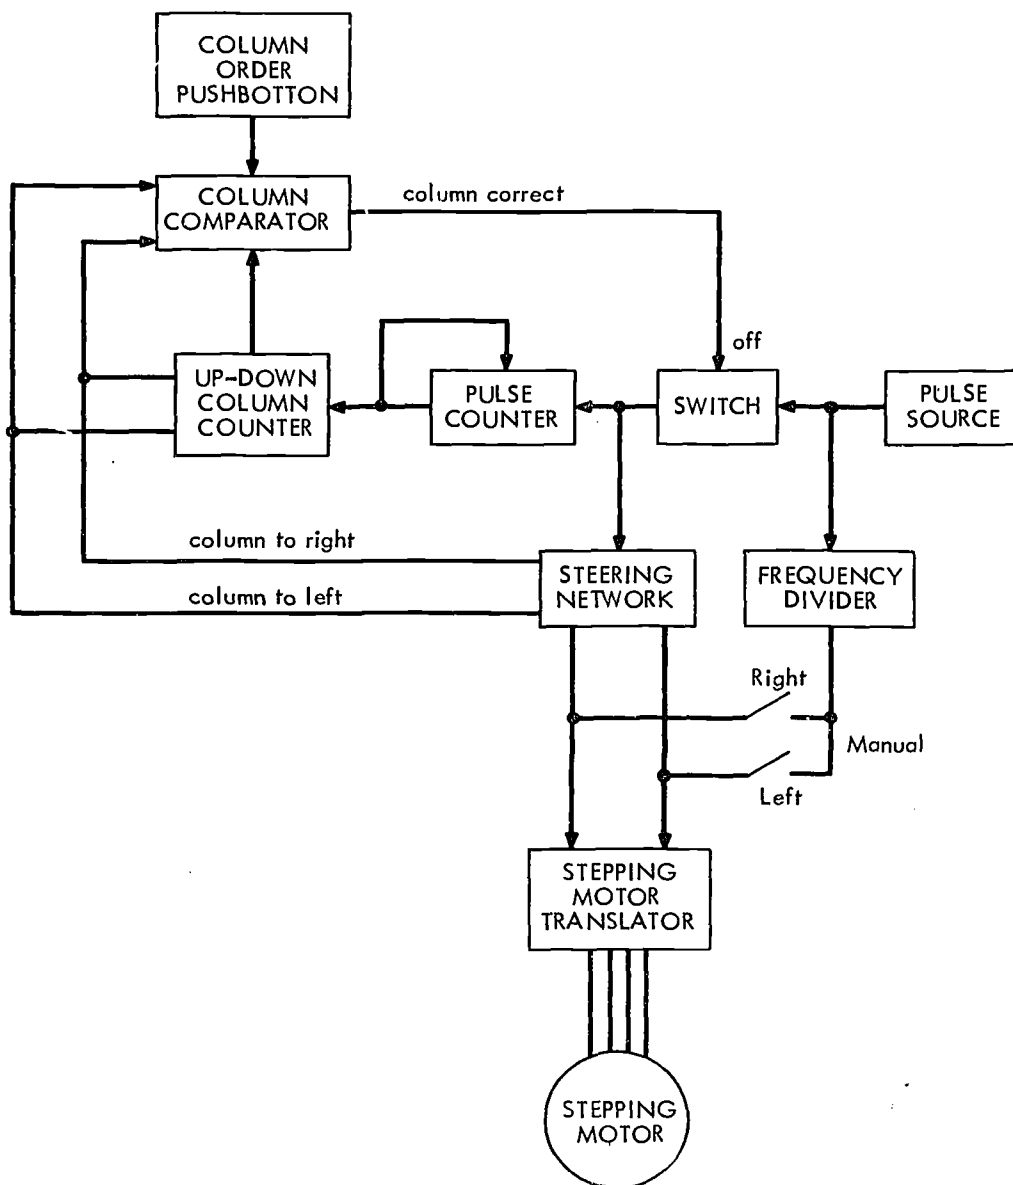 COLUMN
ORDER
PUSHBOTTON
COLUMN
COMPARATOR
column correct
off
UP-DOWN
COLUMN
COUNTER
PULSE
COUNTER
SWITCH
PULSE
SOURCE
column to right
column to left
STEERING
NETWORK
FREQUENCY
DIVIDER
Right
Manual
Left
STEPPING
MOTOR
TRANSLATOR
STEPPING
MOTOR